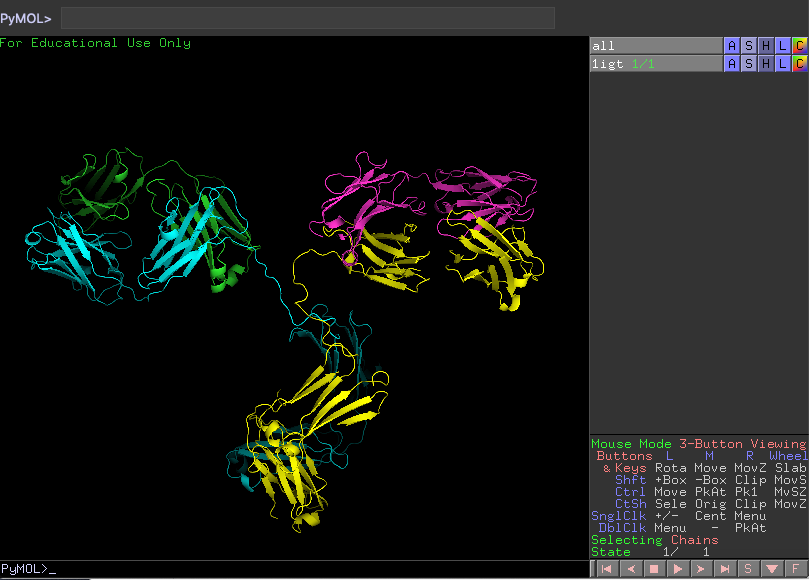 PyMOL>
For Educational Use Only
all A S H L C
1igt 1/1 A S H L C
Mouse Mode 3-Button Viewing
Buttons L M R Wheel
& Keys Rota Move MovZ Slab
Shft +Box -Box Clip MovS
Ctrl Move PkAt Pk1 MvSZ
CtSh Sele Orig Clip MovZ
SnglClk +/- Cent Menu
DblClk Menu - PkAt
Selecting Chains
State 1/ 1
PyMOL>_
S F